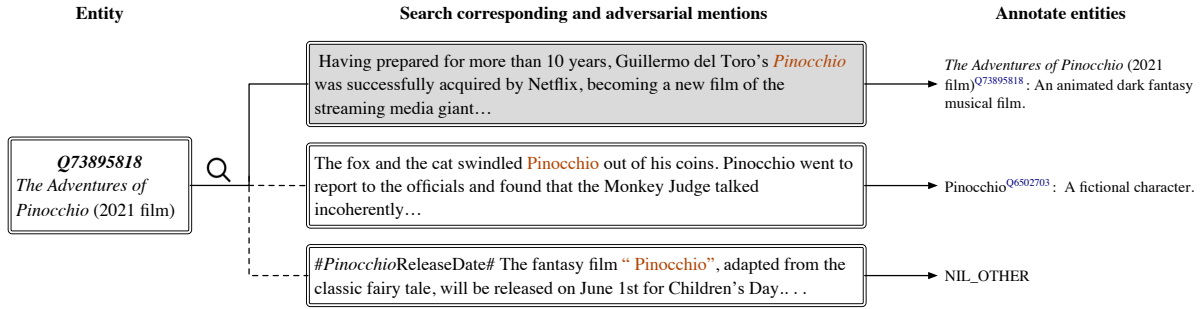 Entity
Search corresponding and adversarial mentions
Annotate entities
Q73895818
The Adventures of
Pinocchio (2021 film)
Having prepared for more than 10 years, Guillermo del Toro's Pinocchio
was successfully acquired by Netflix, becoming a new film of the
streaming media giant…
The Adventures of Pinocchio (2021
film)Q73895818: An animated dark fantasy
musical film.
The fox and the cat swindled Pinocchio out of his coins. Pinocchio went to
report to the officials and found that the Monkey Judge talked
incoherently…
PinocchioQ6502703: A fictional character.
#PinocchioReleaseDate# The fantasy film “ Pinocchio”, adapted from the
classic fairy tale, will be released on June 1st for Children's Day.. . .
NIL_OTHER